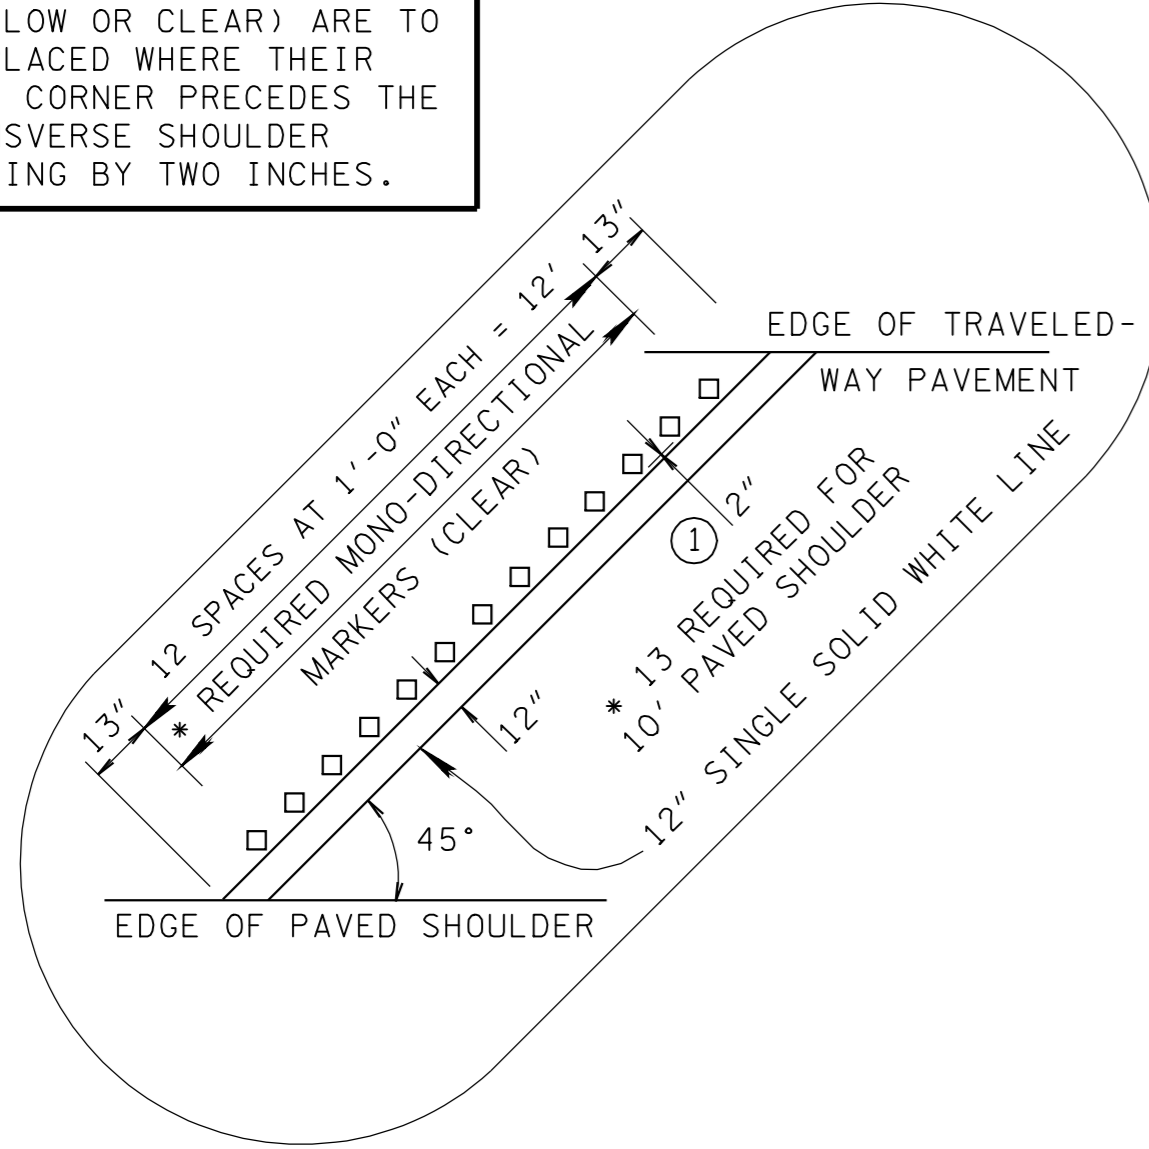 LOW OR CLEAR) ARE TO
LACED WHERE THEIR
CORNER PRECEDES THE
SVERSE SHOULDER
ING BY TWO INCHES.
13"
12 SPACES AT 1'-0" EACH = 12'
* REQUIRED MONO-DIRECTIONAL
MARKERS (CLEAR)
13"
EDGE OF TRAVELED-
WAY PAVEMENT
2"
1
* 13 REQUIRED FOR
10' PAVED SHOULDER
12"
12" SINGLE SOLID WHITE LINE
45°
EDGE OF PAVED SHOULDER